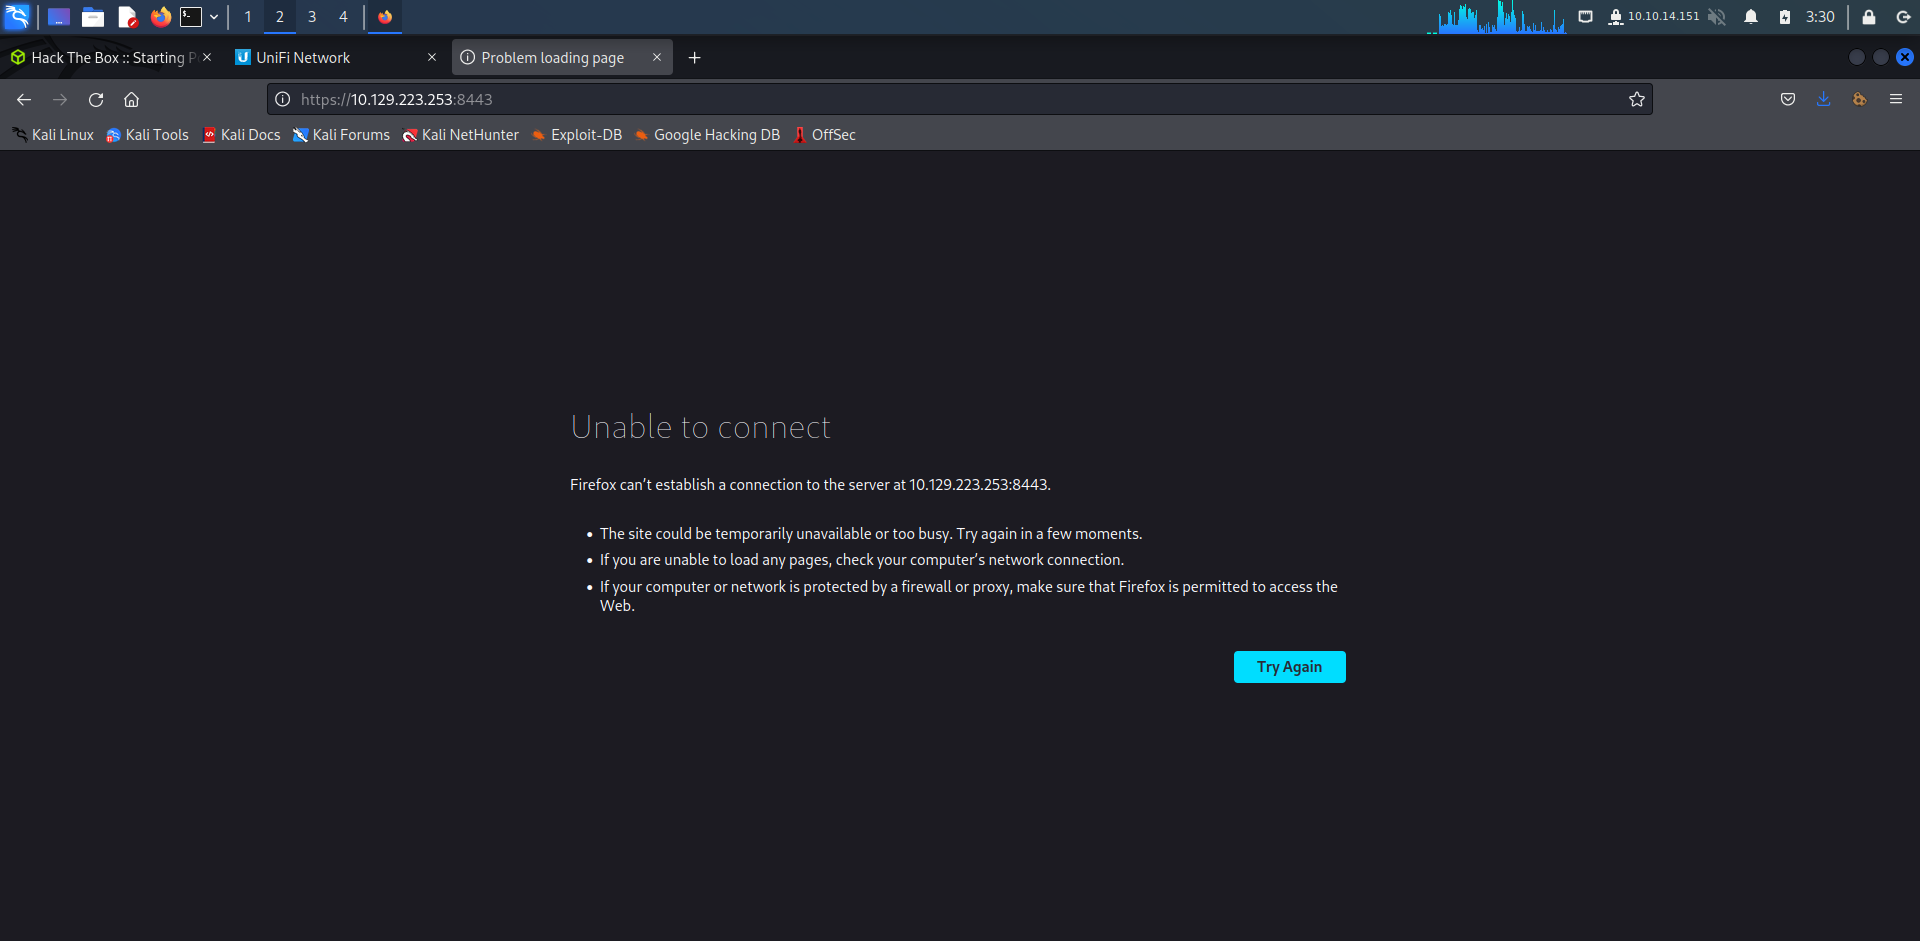 1 2 3 4 10.10.14.151 3:30
Hack The Box :: Starting P UniFi Network Problem loading page
https://10.129.223.253:8443
Kali Linux Kali Tools Kali Docs Kali Forums Kali NetHunter Exploit-DB Google Hacking DB OffSec
Unable to connect
Firefox can’t establish a connection to the server at 10.129.223.253:8443.
• The site could be temporarily unavailable or too busy. Try again in a few moments.
• If you are unable to load any pages, check your computer’s network connection.
• If your computer or network is protected by a firewall or proxy, make sure that Firefox is permitted to access the
Web.
Try Again